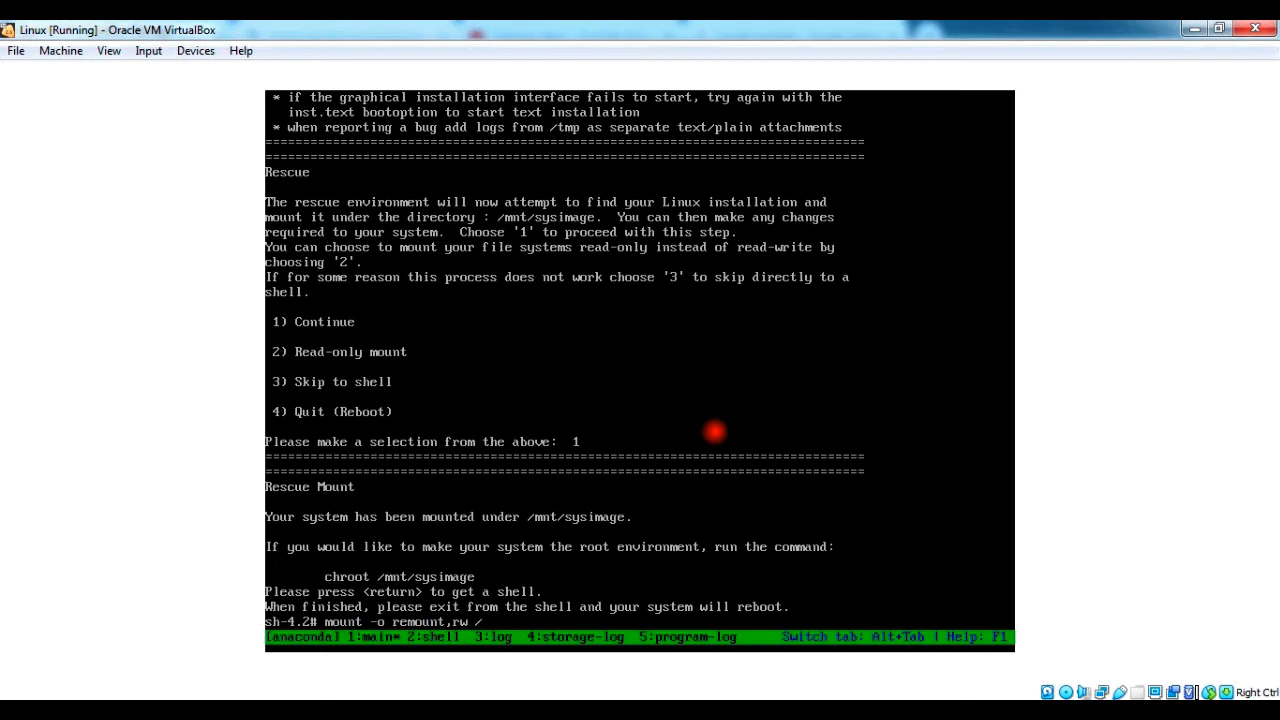 Linux [Running] - Oracle VM VirtualBox
File Machine View Input Devices Help
* if the graphical installation interface fails to start, try again with the
inst.text bootoption to start text installation
* when reporting a bug add logs from /tmp as separate text/plain attachments
================================================================================
================================================================================
Rescue
The rescue environment will now attempt to find your Linux installation and
mount it under the directory : /mnt/sysimage.  You can then make any changes
required to your system.  Choose '1' to proceed with this step.
You can choose to mount your file systems read-only instead of read-write by
choosing '2'.
If for some reason this process does not work choose '3' to skip directly to a
shell.
1) Continue
2) Read-only mount
3) Skip to shell
4) Quit (Reboot)
Please make a selection from the above:  1
================================================================================
================================================================================
Rescue Mount
Your system has been mounted under /mnt/sysimage.
If you would like to make your system the root environment, run the command:
chroot /mnt/sysimage
Please press <return> to get a shell.
When finished, please exit from the shell and your system will reboot.
sh-4.2# mount -o remount,rw /
[anaconda] 1:main* 2:shell  3:log  4:storage-log  5:program-log      Switch tab: Alt+Tab | Help: F1
Right Ctrl